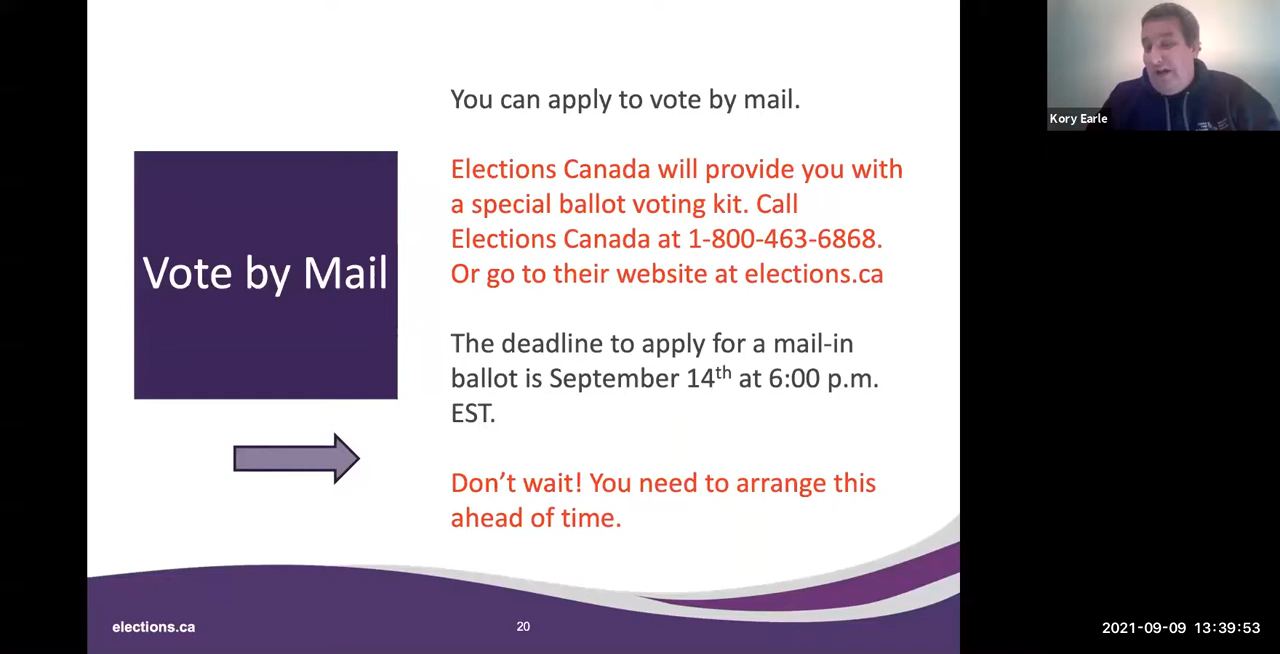 You can apply to vote by mail.
Elections Canada will provide you with
a special ballot voting kit. Call
Elections Canada at 1-800-463-6868.
Or go to their website at elections.ca
Vote by Mail
The deadline to apply for a mail-in
ballot is September 14th at 6:00 p.m.
EST.
Don’t wait! You need to arrange this
ahead of time.
elections.ca
20
Kory Earle
2021-09-09 13:39:53